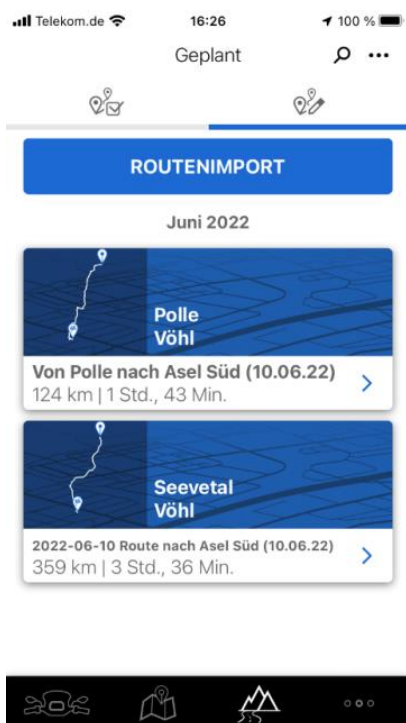 Telekom.de 16:26 100 %
Geplant
ROUTENIMPORT
Juni 2022
Polle
Vöhl
Von Polle nach Asel Süd (10.06.22)
124 km | 1 Std., 43 Min.
Seevetal
Vöhl
2022-06-10 Route nach Asel Süd (10.06.22)
359 km | 3 Std., 36 Min.